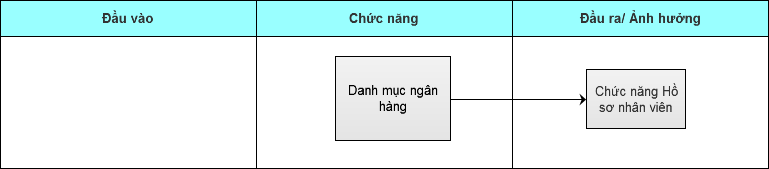 Đầu vào
Chức năng
Đầu ra/ Ảnh hưởng
Danh mục ngân
hàng
Chức năng Hồ
sơ nhân viên